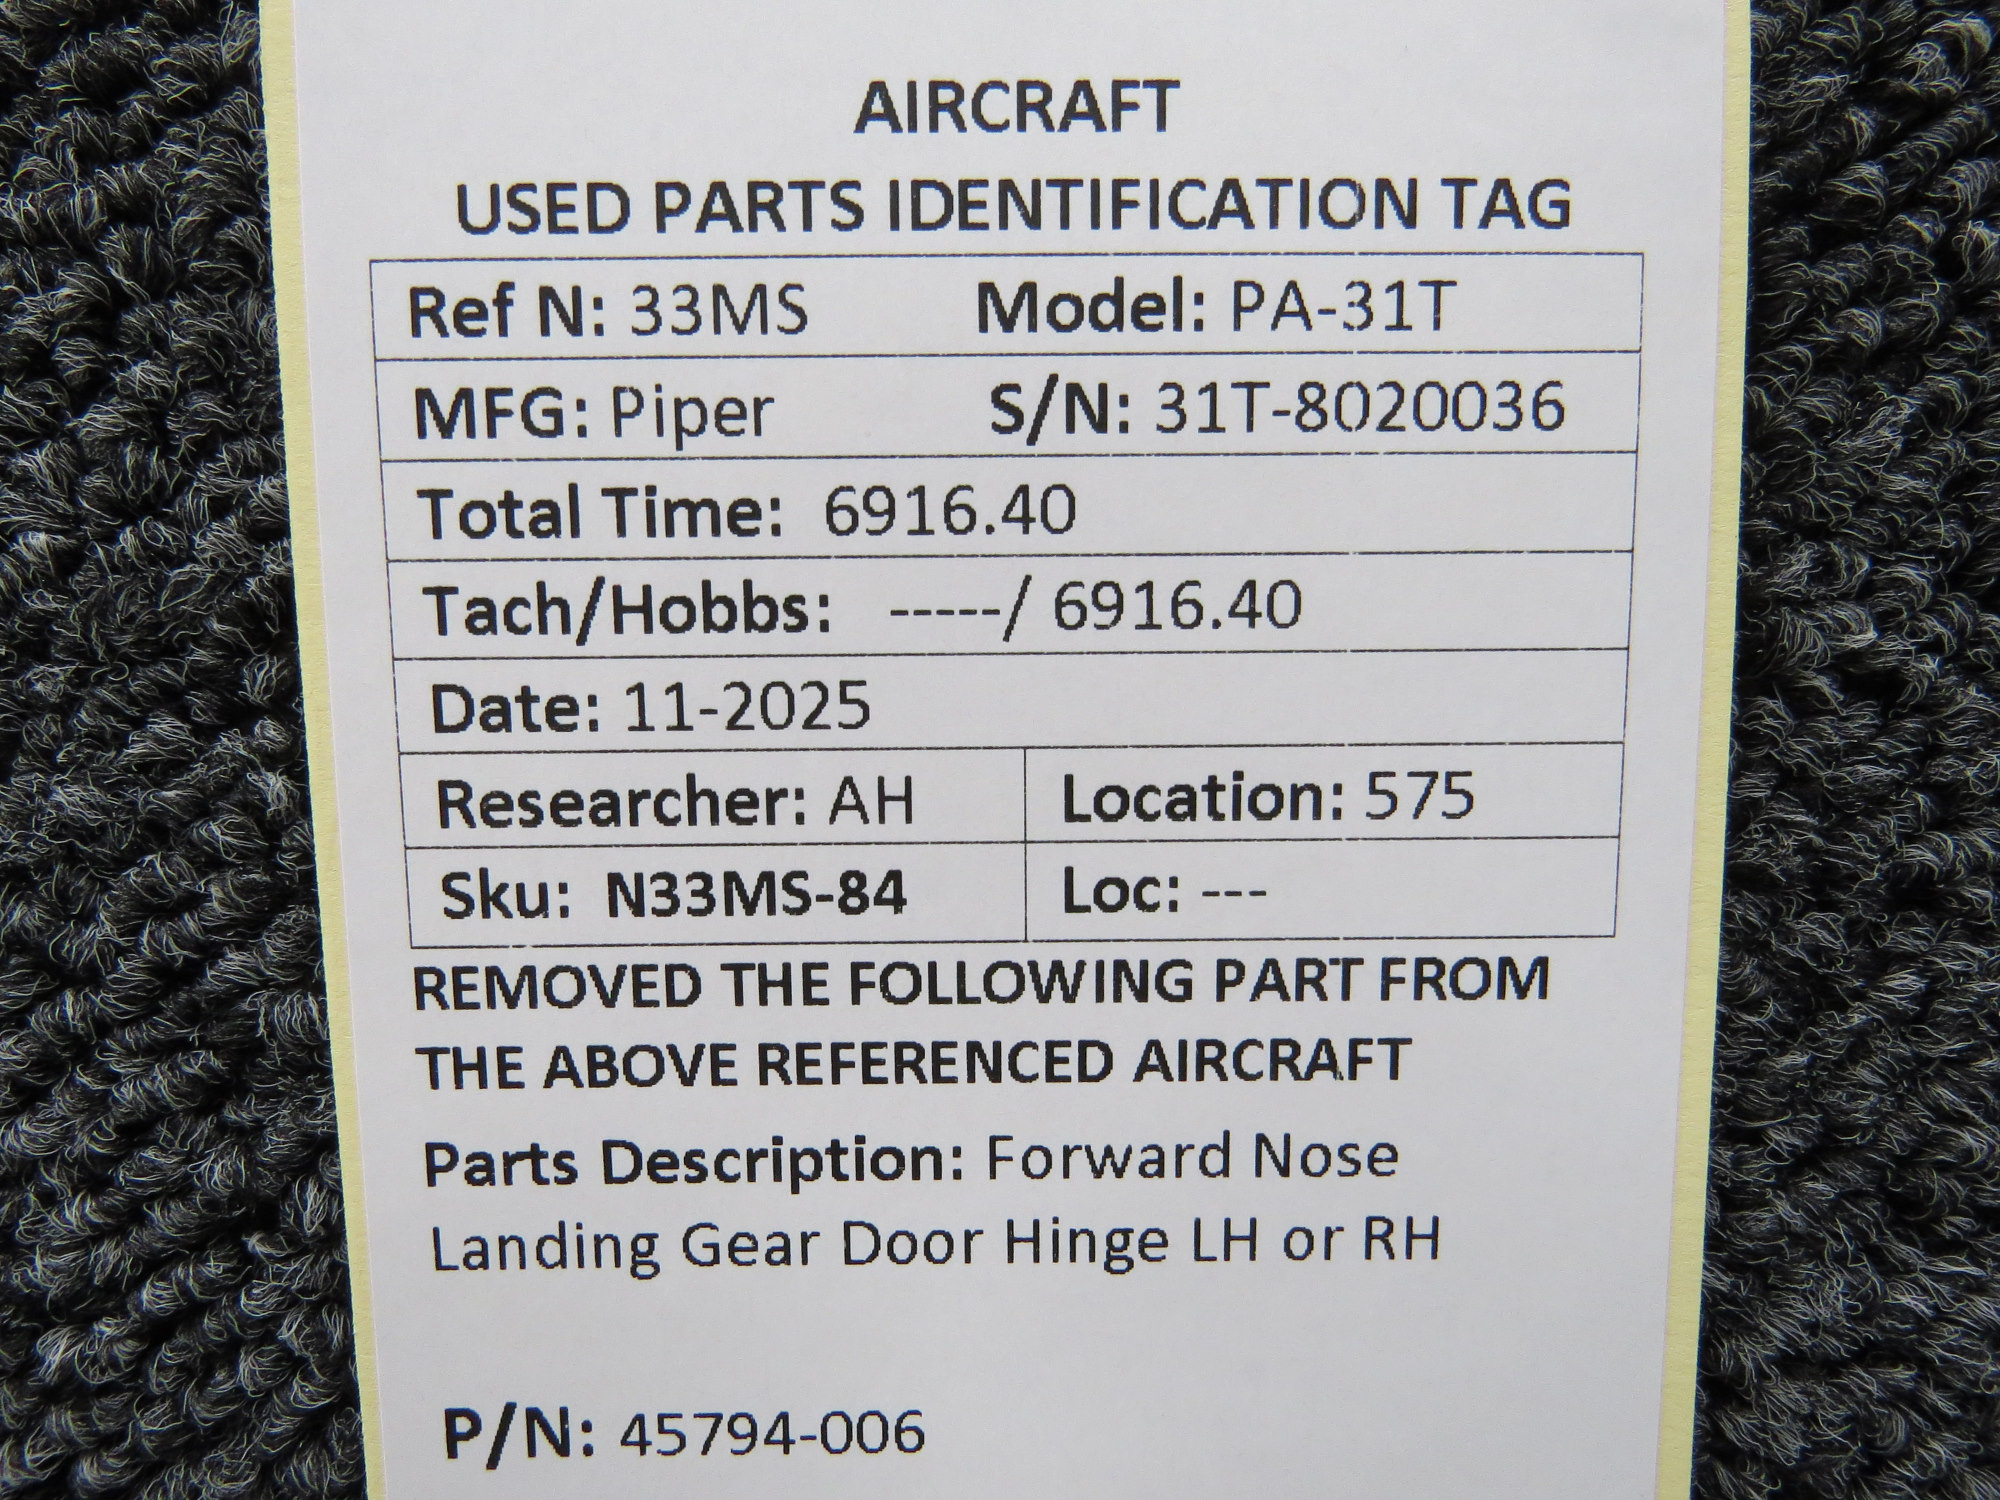 AIRCRAFT
USED PARTS IDENTIFICATION TAG
Ref N: 33MS Model: PA-31T
MFG: Piper S/N: 31T-8020036
Total Time: 6916.40
Tach/Hobbs: -----/ 6916.40
Date: 11-2025
Researcher: AH Location: 575
Sku: N33MS-84 Loc: ---
REMOVED THE FOLLOWING PART FROM
THE ABOVE REFERENCED AIRCRAFT
Parts Description: Forward Nose
Landing Gear Door Hinge LH or RH
P/N: 45794-006